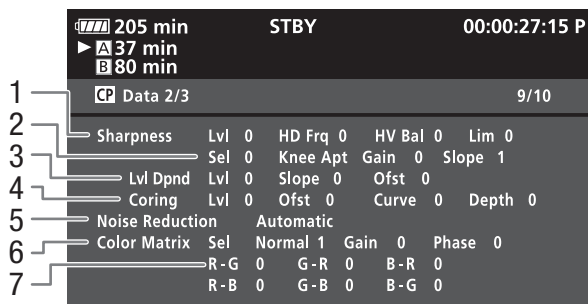 205 min STBY 00:00:27:15 P
A 37 min
B 80 min
CP Data 2/3 9/10
1 Sharpness Lvl 0 HD Frq 0 HV Bal 0 Lim 0
2 Sel 0 Knee Apt Gain 0 Slope 1
3 Lvl Dpnd Lvl 0 Slope 0 Ofst 0
4 Coring Lvl 0 Ofst 0 Curve 0 Depth 0
5 Noise Reduction Automatic
6 Color Matrix Sel Normal 1 Gain 0 Phase 0
7 R-G 0 G-R 0 B-R 0
R-B 0 G-B 0 B-G 0